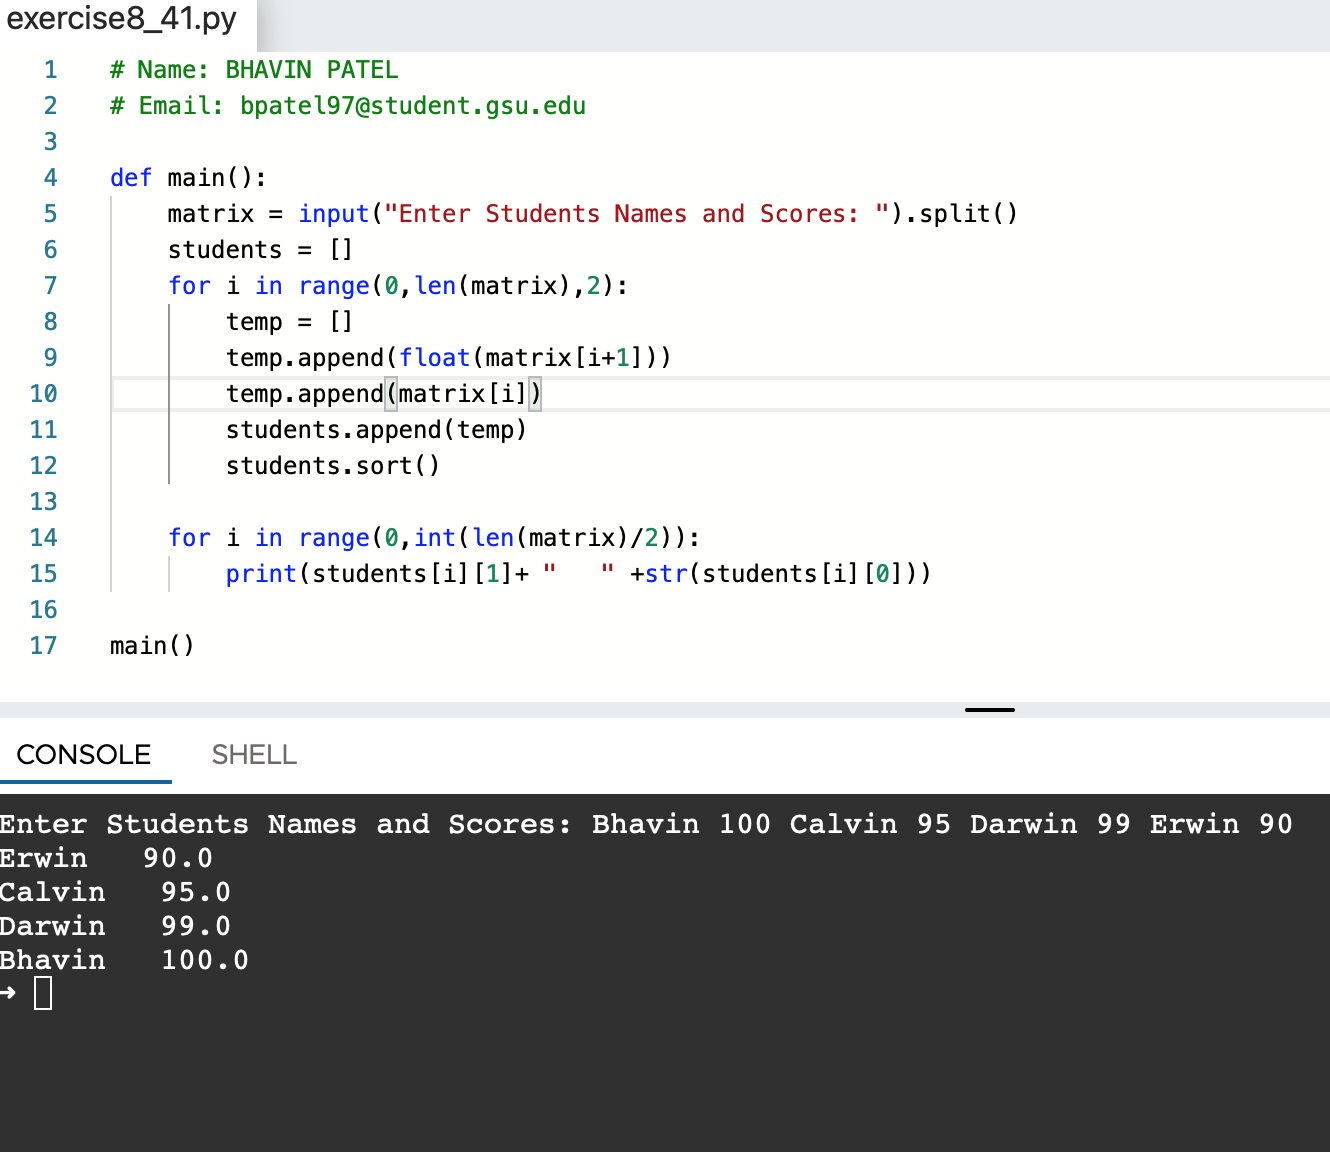 exercise8_41.py
1 # Name: BHAVIN PATEL
2 # Email: bpatel97@student.gsu.edu
3
4 def main():
5     matrix = input("Enter Students Names and Scores: ").split()
6     students = []
7     for i in range(0,len(matrix),2):
8         temp = []
9         temp.append(float(matrix[i+1]))
10         temp.append(matrix[i])
11         students.append(temp)
12         students.sort()
13
14     for i in range(0,int(len(matrix)/2)):
15         print(students[i][1]+ "   " +str(students[i][0]))
16
17 main()
CONSOLE SHELL
Enter Students Names and Scores: Bhavin 100 Calvin 95 Darwin 99 Erwin 90
Erwin   90.0
Calvin   95.0
Darwin   99.0
Bhavin   100.0
→